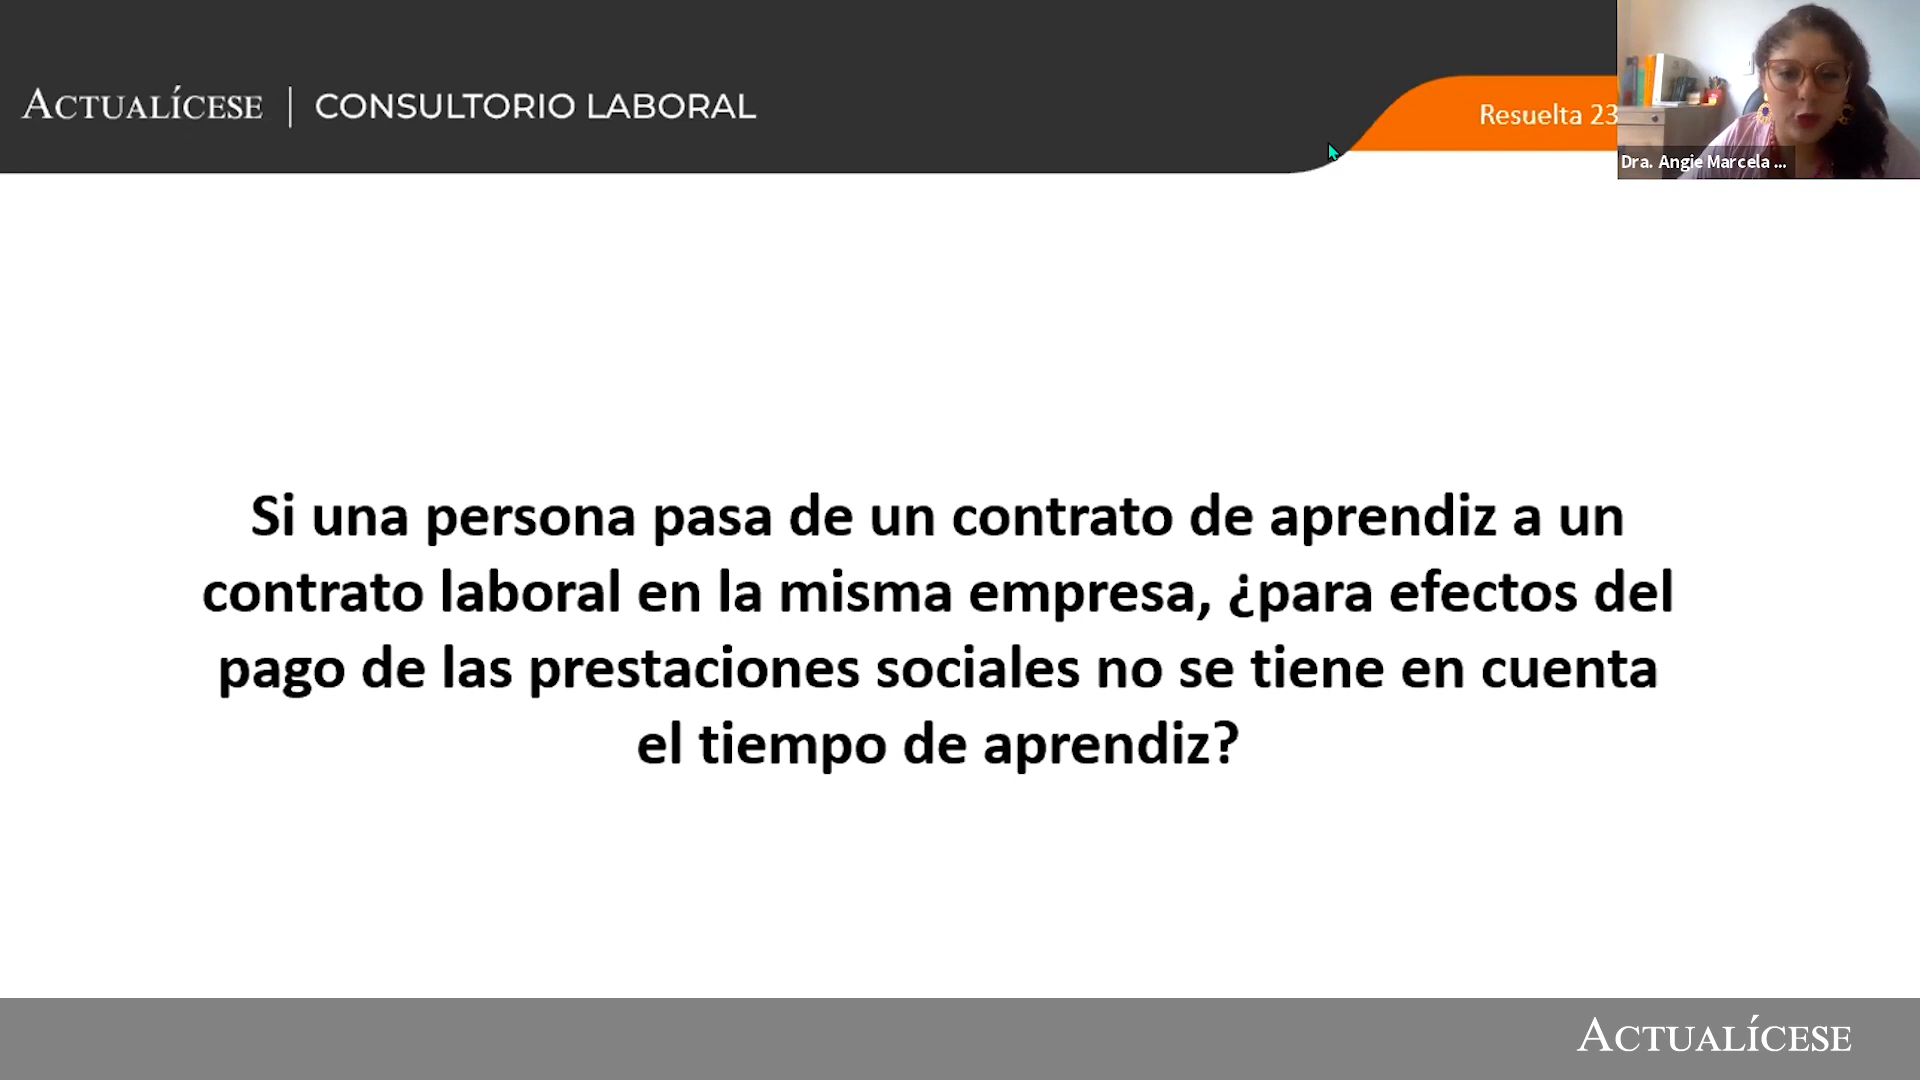 ACTUALÍCESE | CONSULTORIO LABORAL
Resuelta 23
Dra. Angie Marcela ...
Si una persona pasa de un contrato de aprendiz a un
contrato laboral en la misma empresa, ¿para efectos del
pago de las prestaciones sociales no se tiene en cuenta
el tiempo de aprendiz?
ACTUALÍCESE